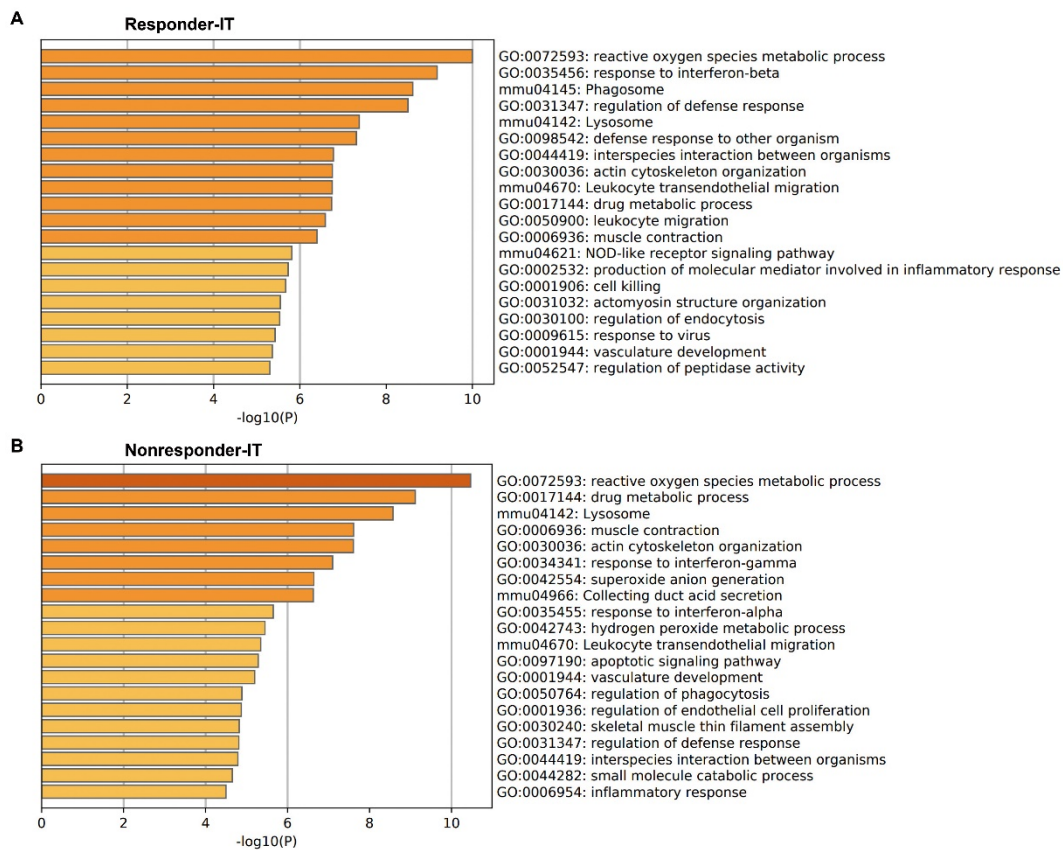 A
Responder-IT
GO:0072593: reactive oxygen species metabolic process
GO:0035456: response to interferon-beta
mmu04145: Phagosome
GO:0031347: regulation of defense response
mmu04142: Lysosome
GO:0098542: defense response to other organism
GO:0044419: interspecies interaction between organisms
GO:0030036: actin cytoskeleton organization
mmu04670: Leukocyte transendothelial migration
GO:0017144: drug metabolic process
GO:0050900: leukocyte migration
GO:0006936: muscle contraction
mmu04621: NOD-like receptor signaling pathway
GO:0002532: production of molecular mediator involved in inflammatory response
GO:0001906: cell killing
GO:0031032: actomyosin structure organization
GO:0030100: regulation of endocytosis
GO:0009615: response to virus
GO:0001944: vasculature development
GO:0052547: regulation of peptidase activity
0 2 4 6 8 10
-log10(P)
B
Nonresponder-IT
GO:0072593: reactive oxygen species metabolic process
GO:0017144: drug metabolic process
mmu04142: Lysosome
GO:0006936: muscle contraction
GO:0030036: actin cytoskeleton organization
GO:0034341: response to interferon-gamma
GO:0042554: superoxide anion generation
mmu04966: Collecting duct acid secretion
GO:0035455: response to interferon-alpha
GO:0042743: hydrogen peroxide metabolic process
mmu04670: Leukocyte transendothelial migration
GO:0097190: apoptotic signaling pathway
GO:0001944: vasculature development
GO:0050764: regulation of phagocytosis
GO:0001936: regulation of endothelial cell proliferation
GO:0030240: skeletal muscle thin filament assembly
GO:0031347: regulation of defense response
GO:0044419: interspecies interaction between organisms
GO:0044282: small molecule catabolic process
GO:0006954: inflammatory response
0 2 4 6 8 10
-log10(P)